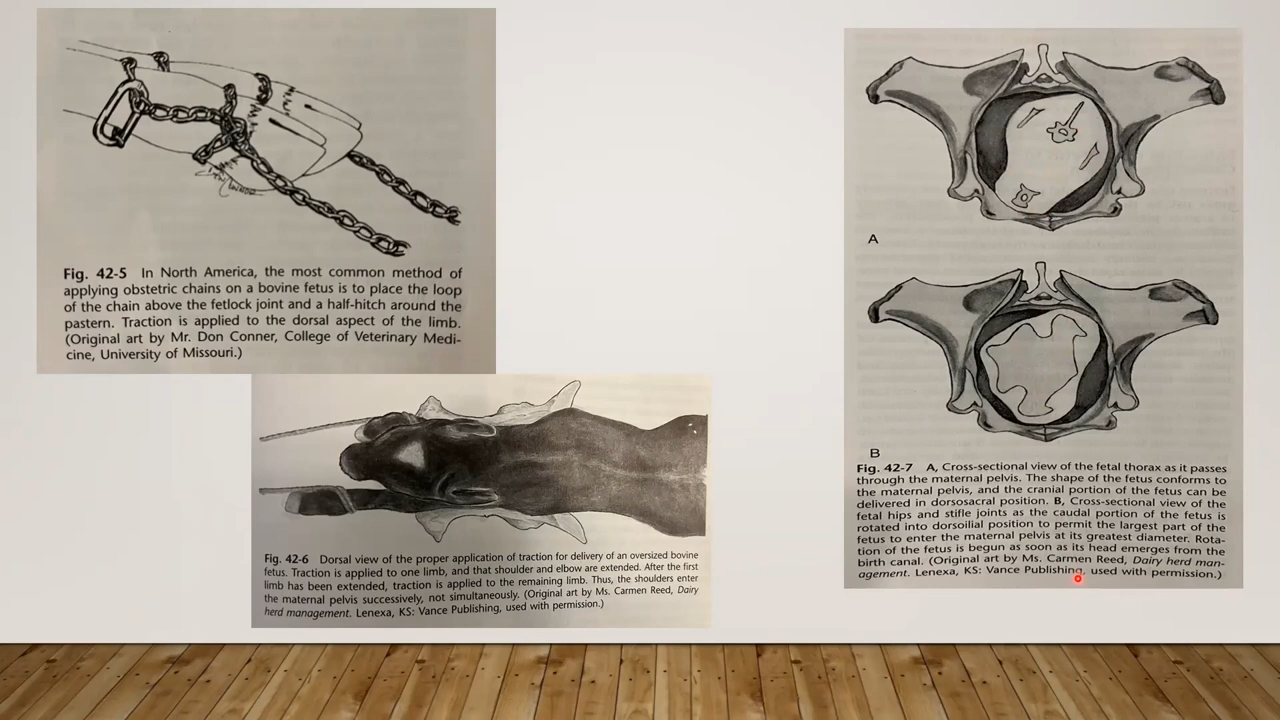 Fig. 42-5 In North America, the most common method of
applying obstetric chains on a bovine fetus is to place the loop
of the chain above the fetlock joint and a half-hitch around the
pastern. Traction is applied to the dorsal aspect of the limb.
(Original art by Mr. Don Conner, College of Veterinary Medi-
cine, University of Missouri.)
Fig. 42-6 Dorsal view of the proper application of traction for delivery of an oversized bovine
fetus. Traction is applied to one limb, and that shoulder and elbow are extended. After the first
limb has been extended, traction is applied to the remaining limb. Thus, the shoulders enter
the maternal pelvis successively, not simultaneously. (Original art by Ms. Carmen Reed, Dairy
herd management. Lenexa, KS: Vance Publishing, used with permission.)
A
B
Fig. 42-7 A, Cross-sectional view of the fetal thorax as it passes
through the maternal pelvis. The shape of the fetus conforms to
the maternal pelvis, and the cranial portion of the fetus can be
delivered in dorsosacral position. B, Cross-sectional view of the
fetal hips and stifle joints as the caudal portion of the fetus is
rotated into dorsoilial position to permit the largest part of the
fetus to enter the maternal pelvis at its greatest diameter. Rota-
tion of the fetus is begun as soon as its head emerges from the
birth canal. (Original art by Ms. Carmen Reed, Dairy herd man-
agement. Lenexa, KS: Vance Publishing, used with permission.)